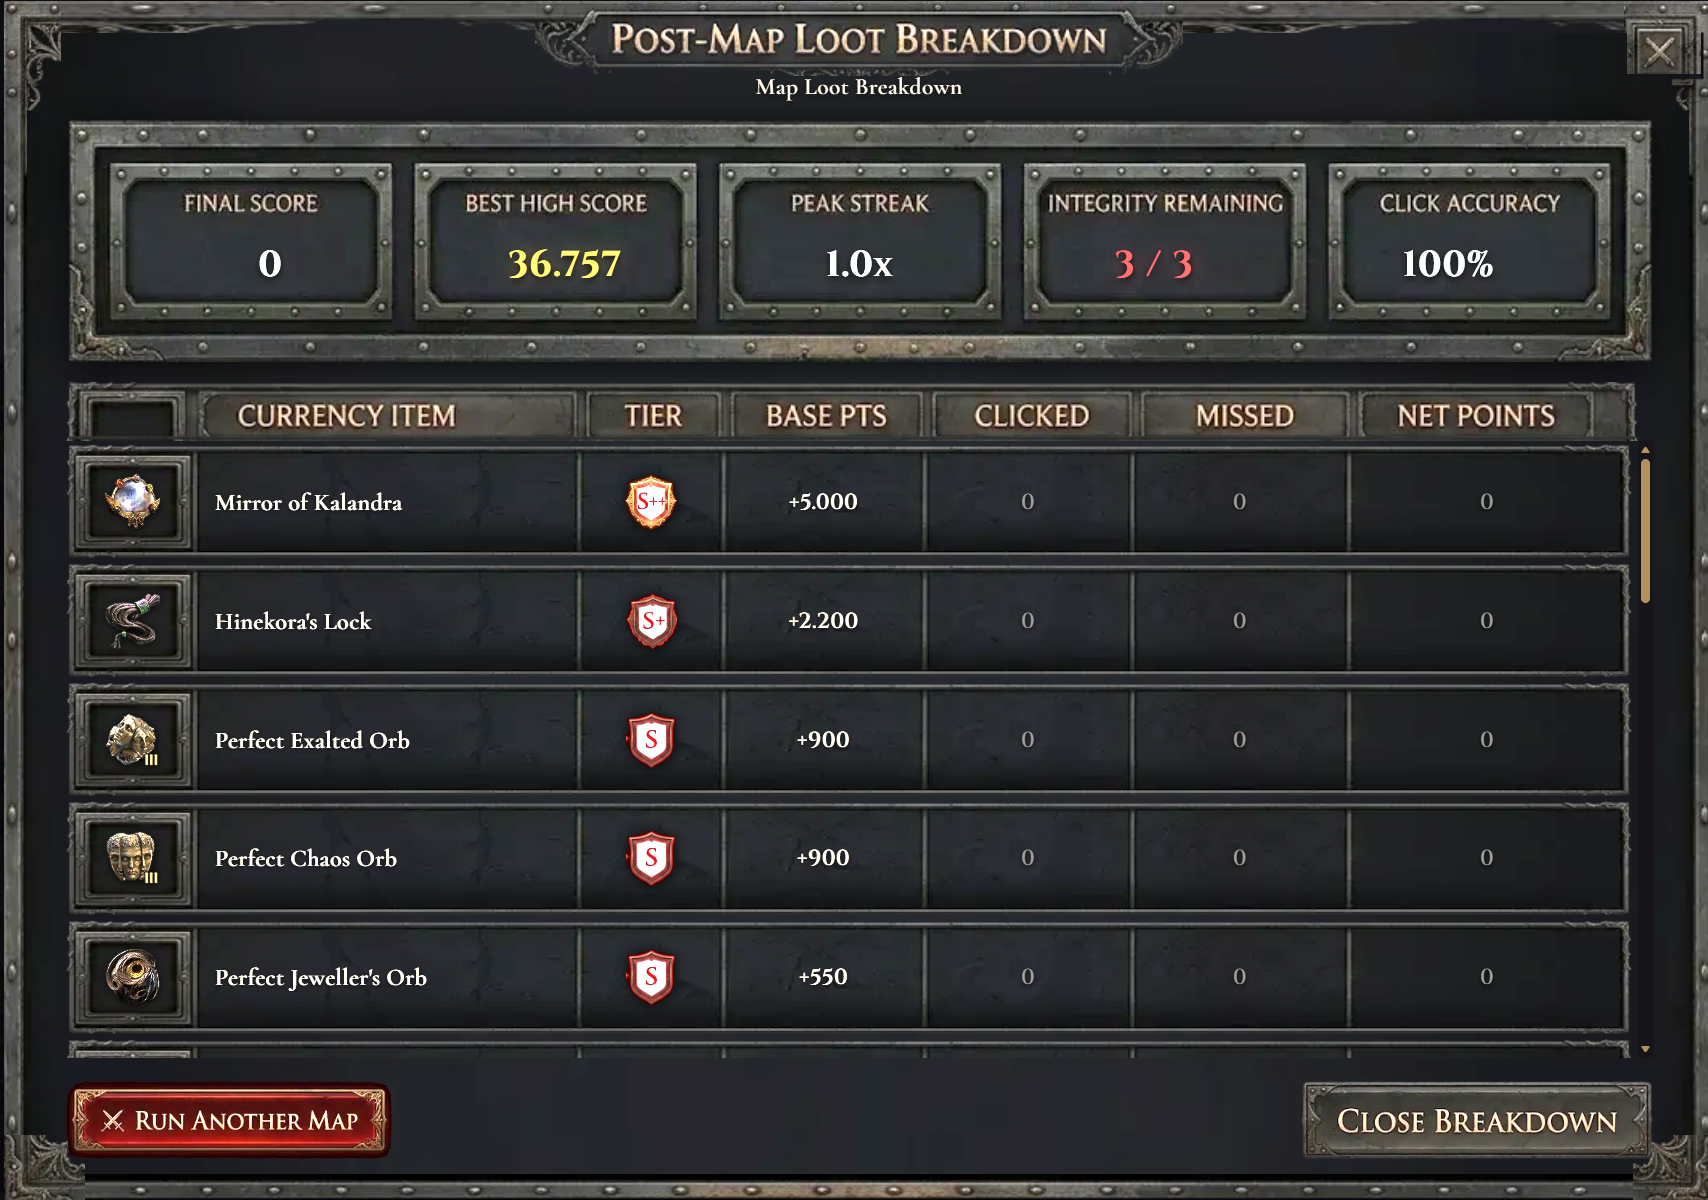 Post-Map Loot Breakdown
Map Loot Breakdown
FINAL SCORE
0
BEST HIGH SCORE
36.757
PEAK STREAK
1.0x
INTEGRITY REMAINING
3 / 3
CLICK ACCURACY
100%
CURRENCY ITEM TIER BASE PTS CLICKED MISSED NET POINTS
Mirror of Kalandra S++ +5.000 0 0 0
Hinekora's Lock S+ +2.200 0 0 0
III Perfect Exalted Orb S +900 0 0 0
III Perfect Chaos Orb S +900 0 0 0
Perfect Jeweller's Orb S +550 0 0 0
Run Another Map
Close Breakdown